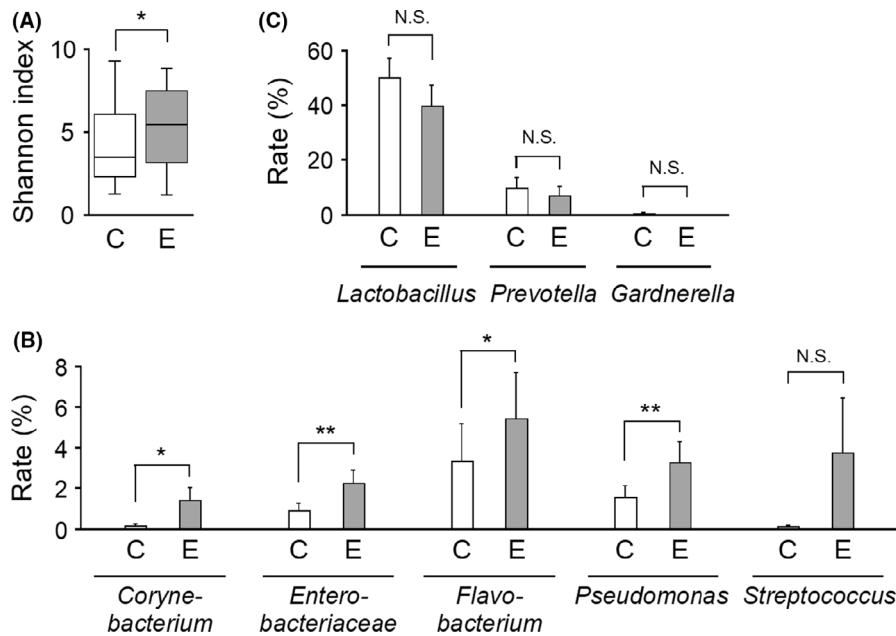 (A)
*
Shannon index
10
5
0
C E
(C)
N.S.
N.S.
N.S.
Rate (%)
60
40
20
0
C E C E C E
Lactobacillus Prevotella Gardnerella
(B)
*
**
*
**
N.S.
Rate (%)
8
6
4
2
0
C E C E C E C E C E
Coryne-
bacterium
Entero-
bacteriaceae
Flavo-
bacterium
Pseudomonas
Streptococcus